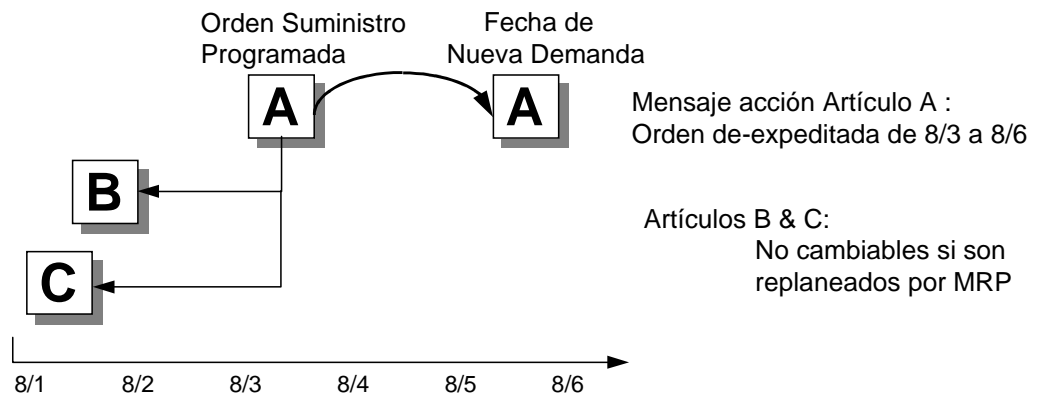 Orden Suministro
Programada
Fecha de
Nueva Demanda
A
A
Mensaje acción Artículo A :
Orden de-expeditada de 8/3 a 8/6
B
Artículos B & C:
No cambiables si son
replaneados por MRP
C
8/1 8/2 8/3 8/4 8/5 8/6